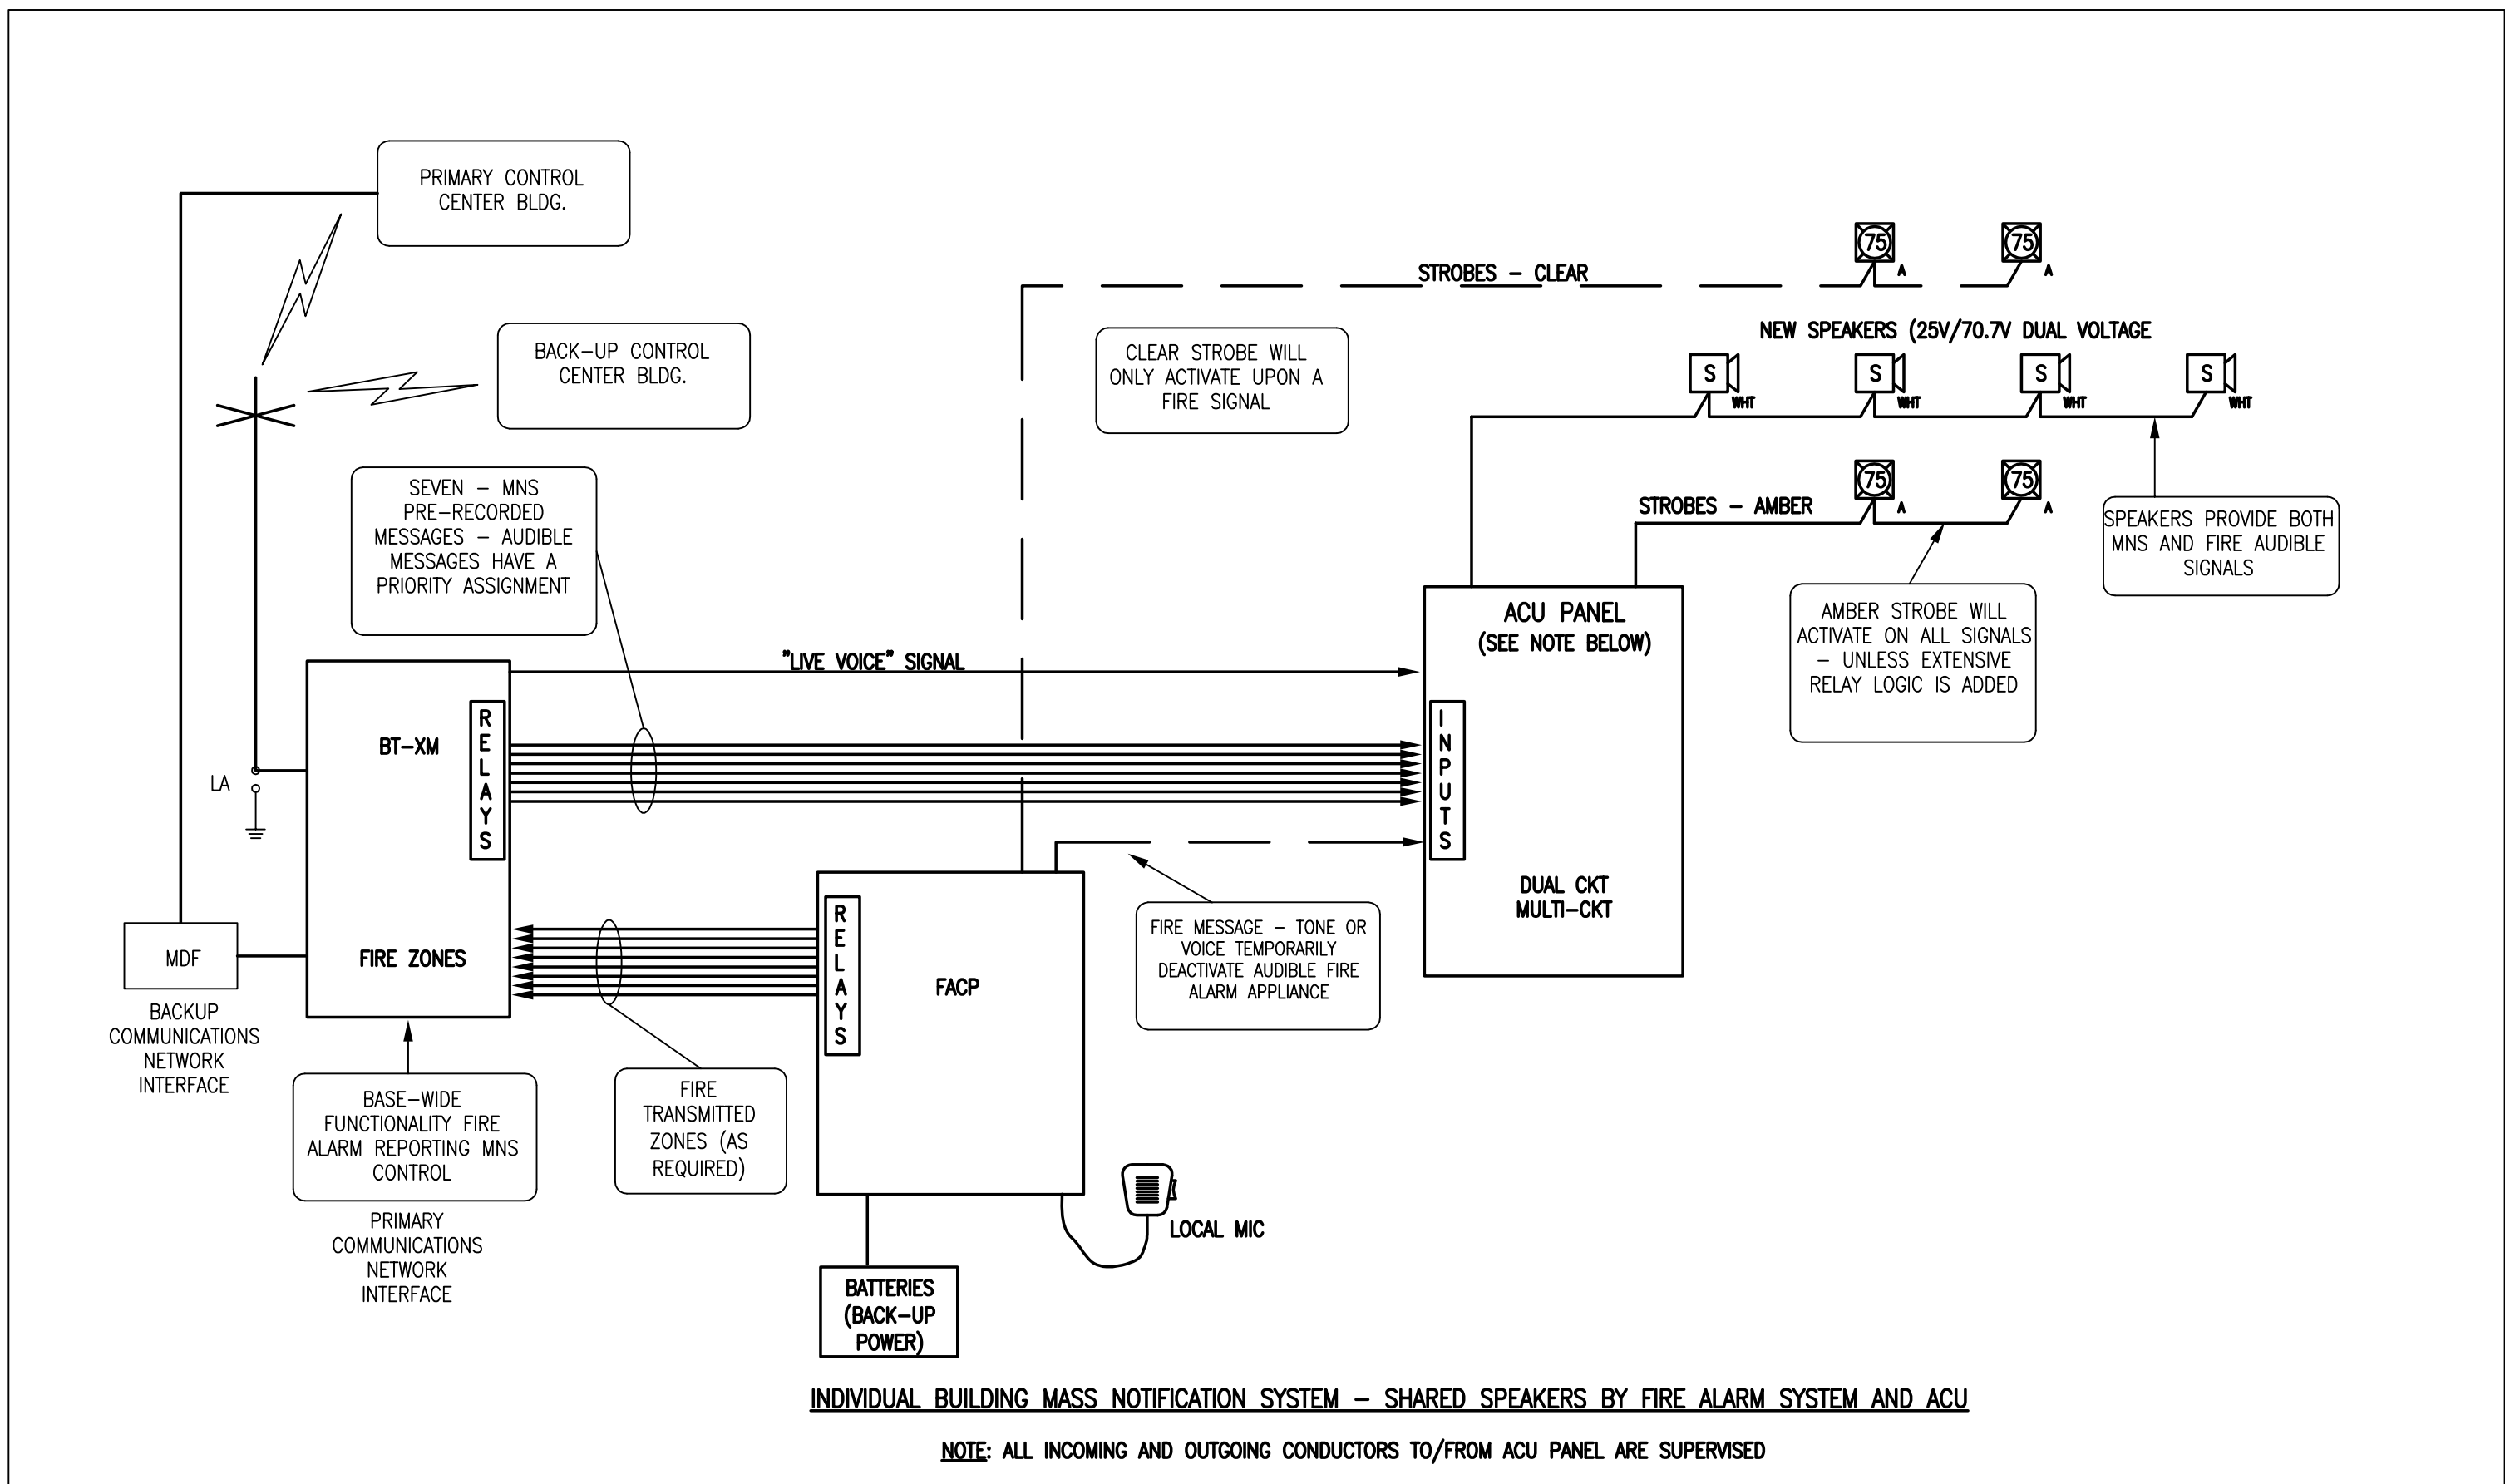 PRIMARY CONTROL
CENTER BLDG.
BACK-UP CONTROL
CENTER BLDG.
SEVEN - MNS
PRE-RECORDED
MESSAGES - AUDIBLE
MESSAGES HAVE A
PRIORITY ASSIGNMENT
STROBES - CLEAR
75
A
75
A
CLEAR STROBE WILL
ONLY ACTIVATE UPON A
FIRE SIGNAL
NEW SPEAKERS (25V/70.7V DUAL VOLTAGE
S
WHT
S
WHT
S
WHT
S
WHT
STROBES - AMBER
75
A
75
A
SPEAKERS PROVIDE BOTH
MNS AND FIRE AUDIBLE
SIGNALS
AMBER STROBE WILL
ACTIVATE ON ALL SIGNALS
- UNLESS EXTENSIVE
RELAY LOGIC IS ADDED
ACU PANEL
(SEE NOTE BELOW)
INPUTS
DUAL CKT
MULTI-CKT
"LIVE VOICE" SIGNAL
BT-XM
RELAYS
FIRE ZONES
LA
MDF
BACKUP
COMMUNICATIONS
NETWORK
INTERFACE
BASE-WIDE
FUNCTIONALITY FIRE
ALARM REPORTING MNS
CONTROL
PRIMARY
COMMUNICATIONS
NETWORK
INTERFACE
FIRE
TRANSMITTED
ZONES (AS
REQUIRED)
RELAYS
FACP
FIRE MESSAGE - TONE OR
VOICE TEMPORARILY
DEACTIVATE AUDIBLE FIRE
ALARM APPLIANCE
LOCAL MIC
BATTERIES
(BACK-UP
POWER)
INDIVIDUAL BUILDING MASS NOTIFICATION SYSTEM - SHARED SPEAKERS BY FIRE ALARM SYSTEM AND ACU
NOTE: ALL INCOMING AND OUTGOING CONDUCTORS TO/FROM ACU PANEL ARE SUPERVISED